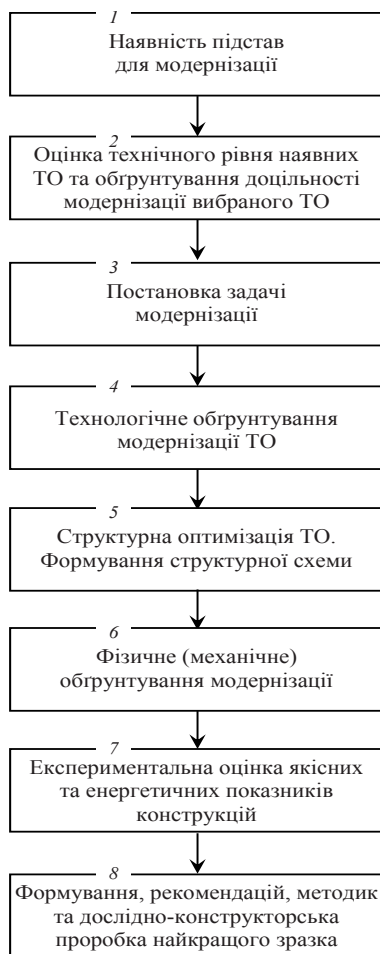 1
Наявність підстав
для модернізації
2
Оцінка технічного рівня наявних
ТО та обґрунтування доцільності
модернізації вибраного ТО
3
Постановка задачі
модернізації
4
Технологічне обґрунтування
модернізації ТО
5
Структурна оптимізація ТО.
Формування структурної схеми
6
Фізичне (механічне)
обґрунтування модернізації
7
Експериментальна оцінка якісних
та енергетичних показників
конструкцій
8
Формування, рекомендацій, методик
та дослідно-конструкторська
проробка найкращого зразка